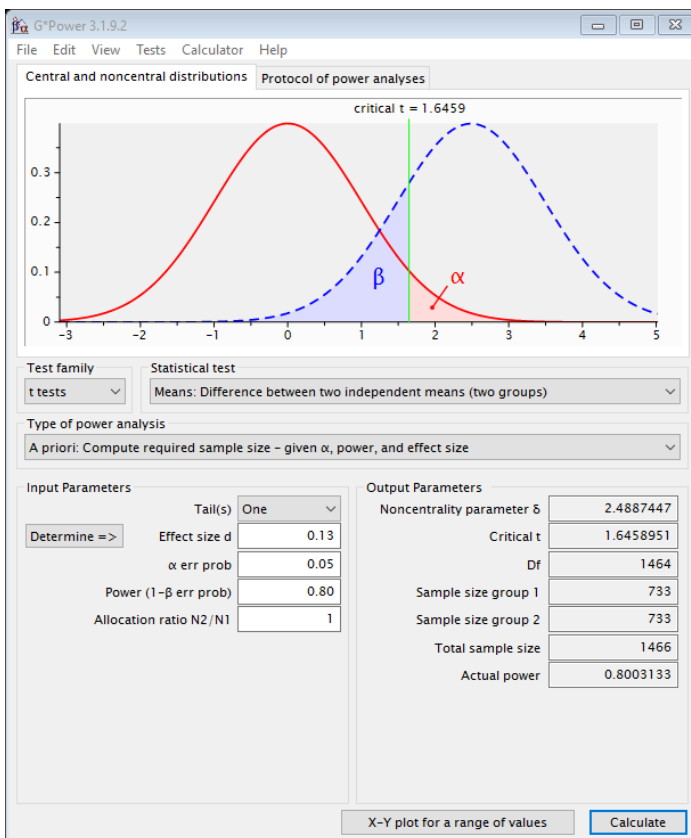 G*Power 3.1.9.2
File Edit View Tests Calculator Help
Central and noncentral distributions Protocol of power analyses
critical t = 1.6459
0.3
0.2
0.1
0
β
α
-3 -2 -1 0 1 2 3 4 5
Test family Statistical test
t tests Means: Difference between two independent means (two groups)
Type of power analysis
A priori: Compute required sample size - given α, power, and effect size
Input Parameters
Tail(s) One
Determine => Effect size d 0.13
α err prob 0.05
Power (1-β err prob) 0.80
Allocation ratio N2/N1 1
Output Parameters
Noncentrality parameter δ 2.4887447
Critical t 1.6458951
Df 1464
Sample size group 1 733
Sample size group 2 733
Total sample size 1466
Actual power 0.8003133
X-Y plot for a range of values Calculate